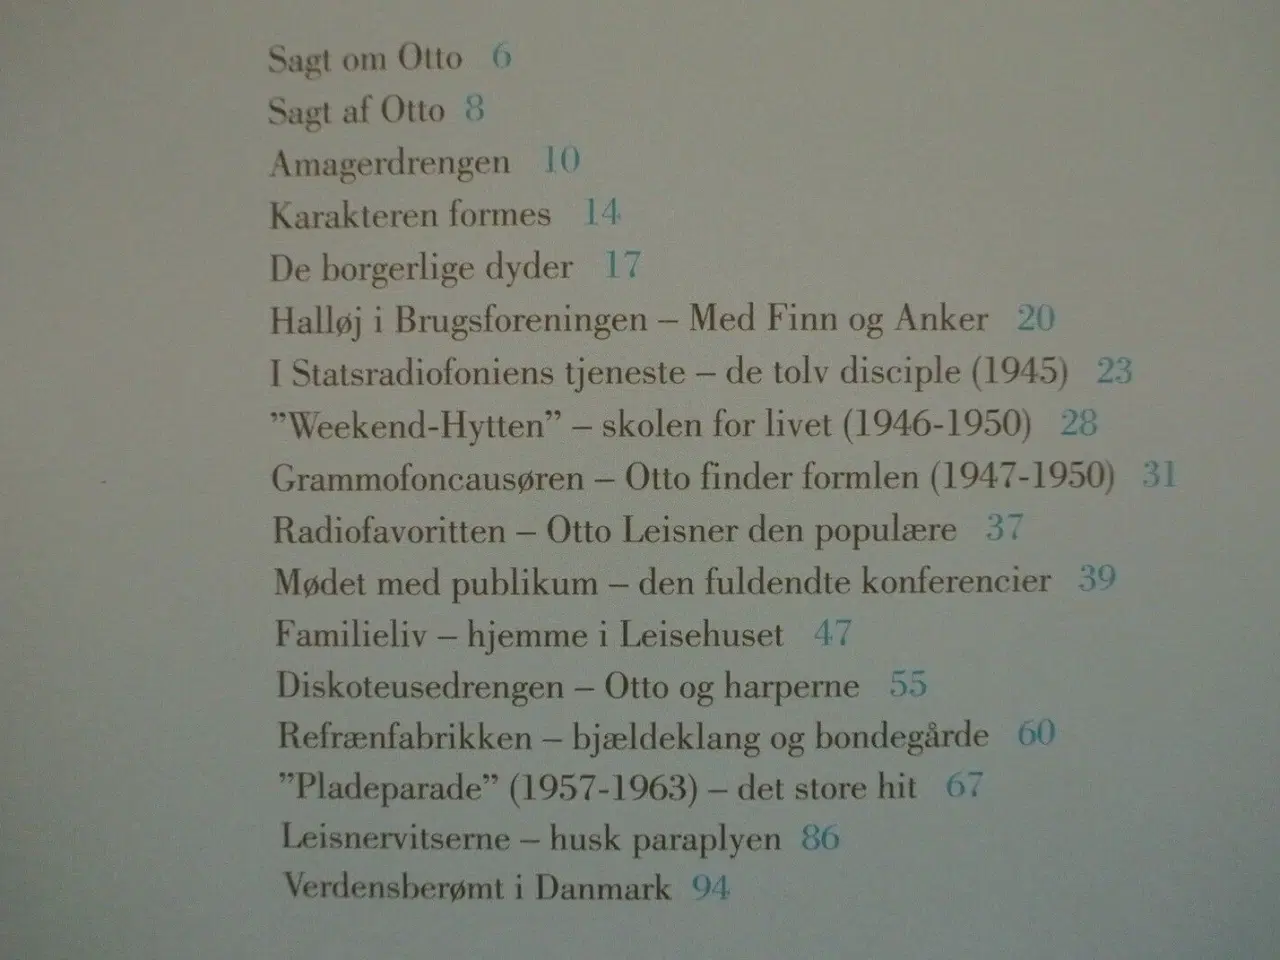 Sagt om Otto 6
Sagt af Otto 8
Amagerdrengen 10
Karakteren formes 14
De borgerlige dyder 17
Halløj i Brugsforeningen – Med Finn og Anker 20
I Statsradiofoniens tjeneste – de tolv disciple (1945) 23
”Weekend-Hytten” – skolen for livet (1946-1950) 28
Grammofoncausøren – Otto finder formlen (1947-1950) 31
Radiofavoritten – Otto Leisner den populære 37
Mødet med publikum – den fuldendte konferencier 39
Familieliv – hjemme i Leisehuset 47
Diskoteusedrengen – Otto og harperne 55
Refrænfabrikken – bjældeklang og bondegårde 60
”Pladeparade” (1957-1963) – det store hit 67
Leisnervitserne – husk paraplyen 86
Verdensberømt i Danmark 94